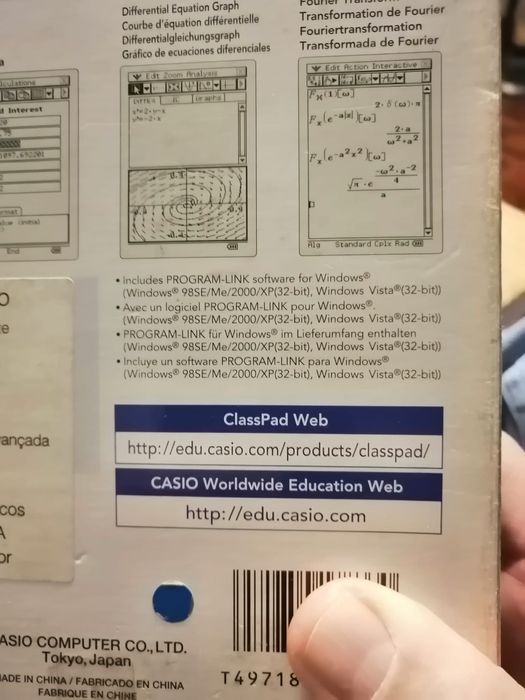 Differential Equation Graph
Courbe d'équation différentielle
Differentialgleichungsgraph
Gráfico de ecuaciones diferenciales
Transformation de Fourier
Fouriertransformation
Transformada de Fourier
Edit Zoom Analysis
Edit Action Interactive
2·δ(ω)·π
Alg Standard Cplx Rad
End
• Includes PROGRAM-LINK software for Windows®
(Windows® 98SE/Me/2000/XP(32-bit), Windows Vista®(32-bit))
• Avec un logiciel PROGRAM-LINK pour Windows®.
(Windows® 98SE/Me/2000/XP(32-bit), Windows Vista®(32-bit))
• PROGRAM-LINK für Windows® im Lieferumfang enthalten
(Windows® 98SE/Me/2000/XP(32-bit), Windows Vista®(32-bit))
• Incluye un software PROGRAM-LINK para Windows®
(Windows® 98SE/Me/2000/XP(32-bit), Windows Vista®(32-bit))
ançada
cos
A
or
ClassPad Web
http://edu.casio.com/products/classpad/
CASIO Worldwide Education Web
http://edu.casio.com
ASIO COMPUTER CO.,LTD.
Tokyo, Japan
ADE IN CHINA / FABRICADO EN CHINA
FABRIQUE EN CHINE
T49718